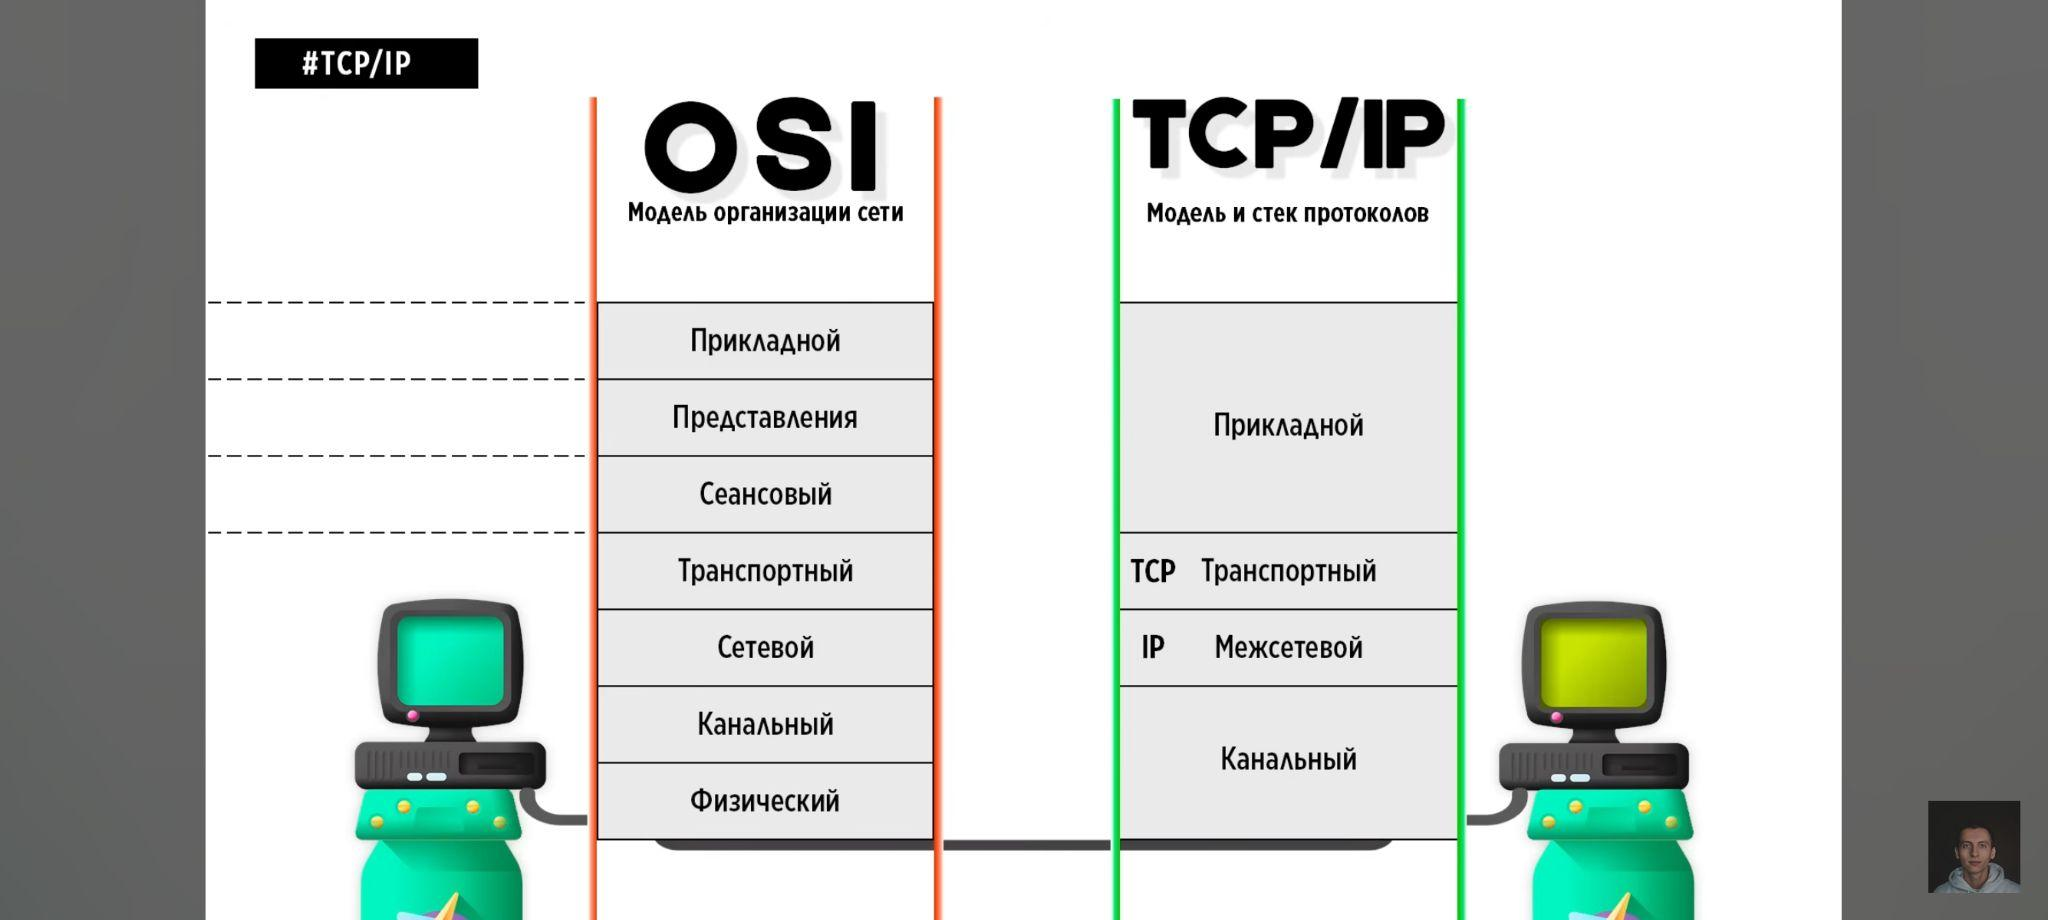 #TCP/IP
OSI
Модель организации сети
Прикладной
Представления
Сеансовый
Транспортный
Сетевой
Канальный
Физический
TCP/IP
Модель и стек протоколов
Прикладной
TCP Транспортный
IP Межсетевой
Канальный